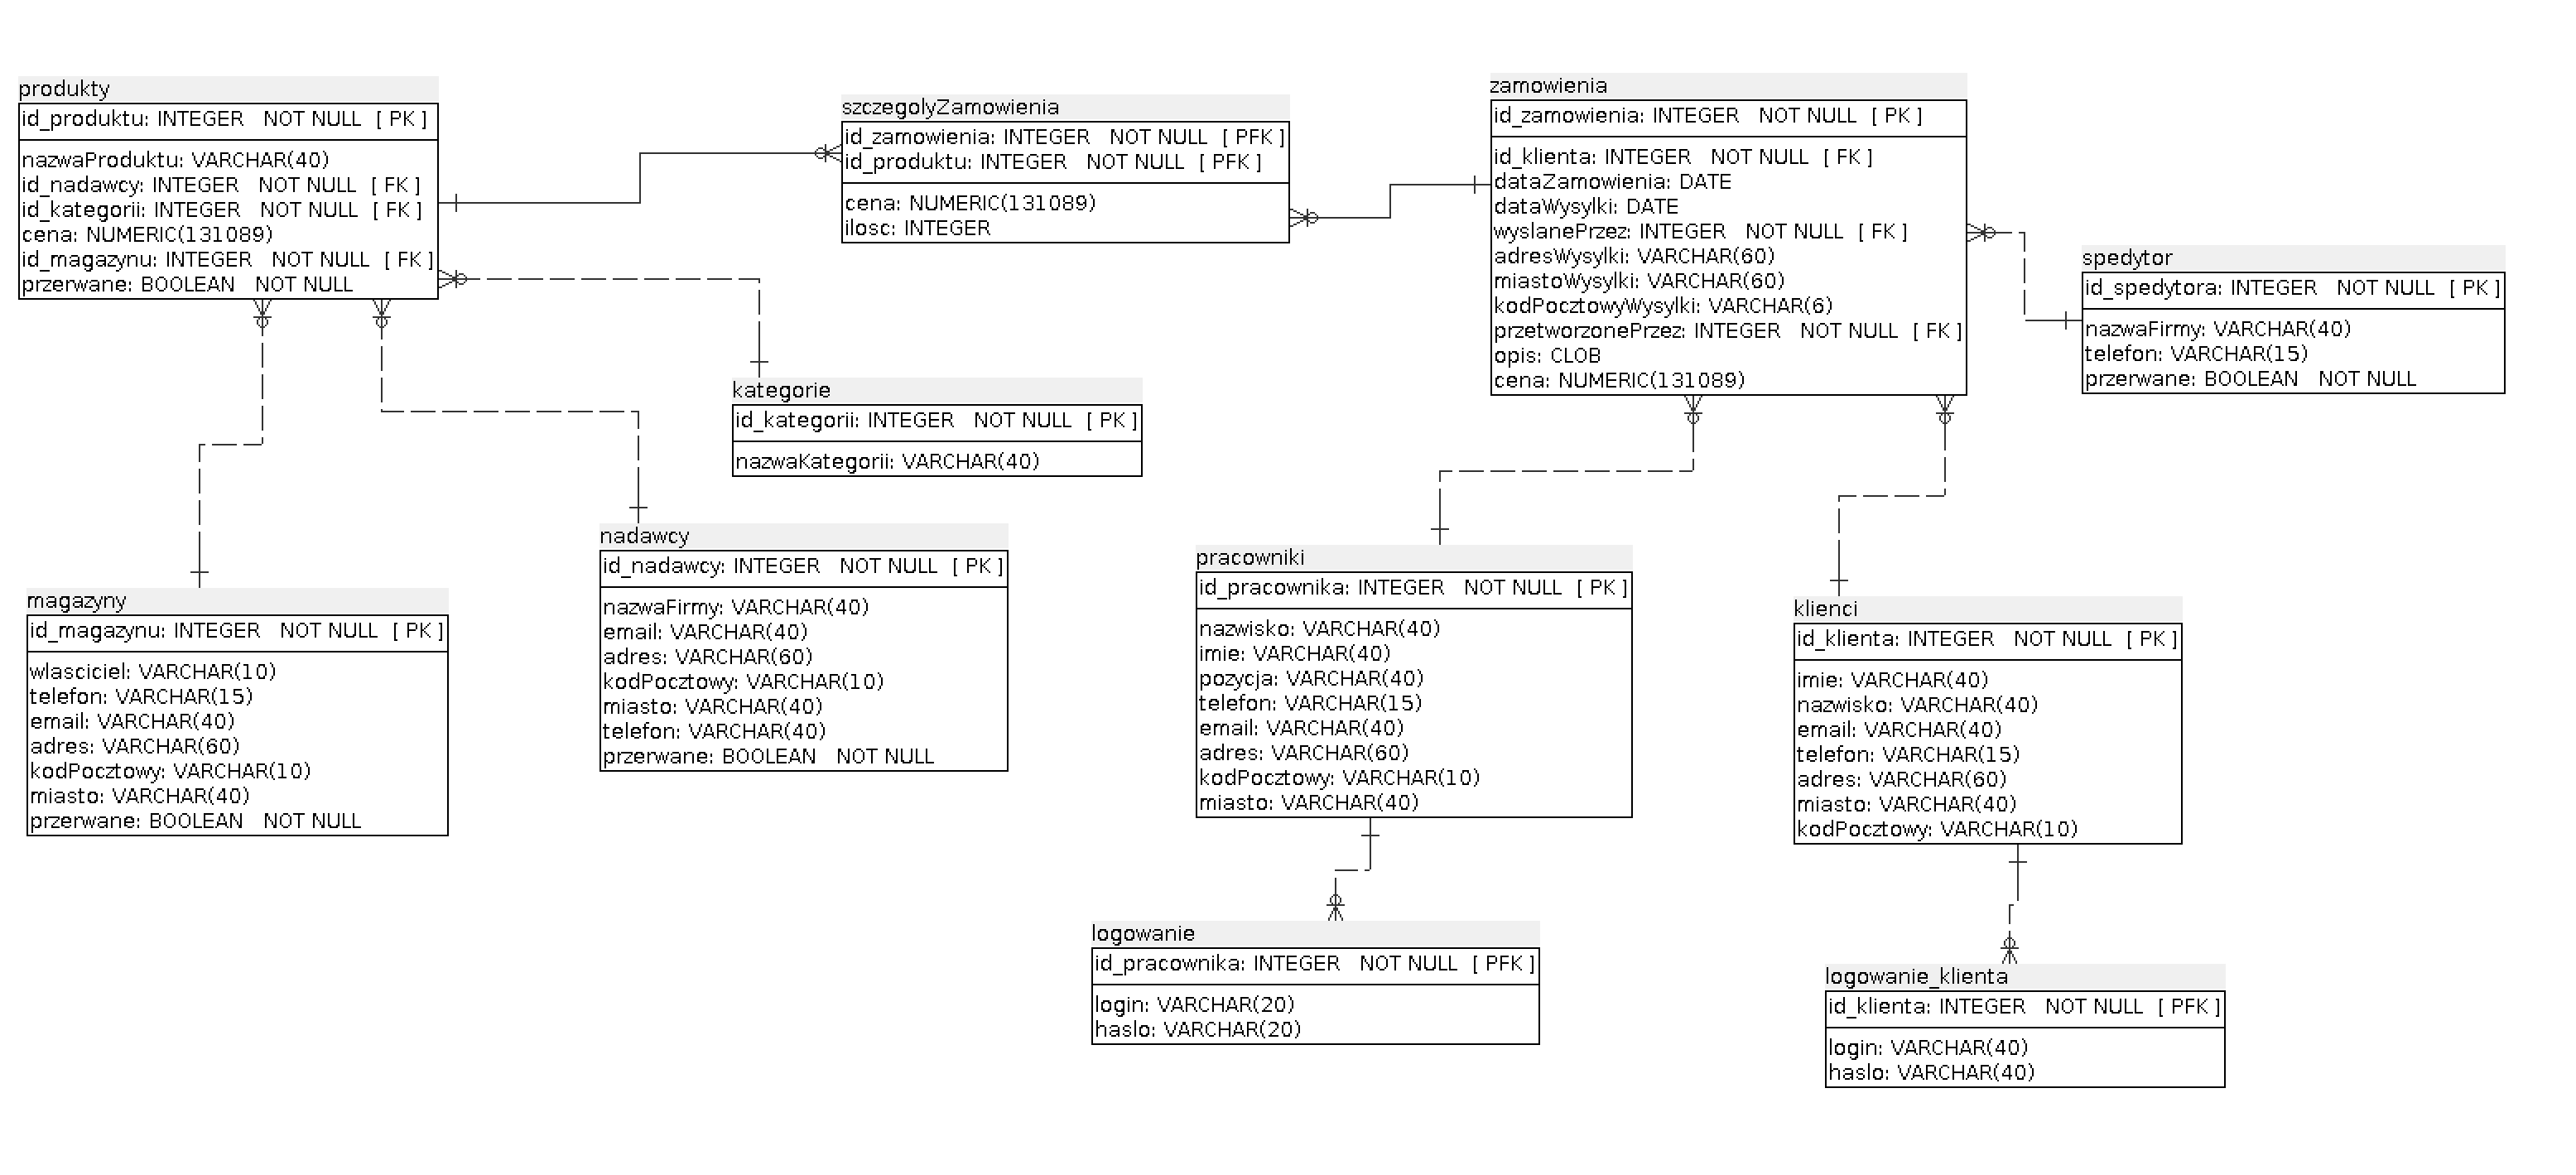 produkty
id_produktu: INTEGER NOT NULL [ PK ]
nazwaProduktu: VARCHAR(40)
id_nadawcy: INTEGER NOT NULL [ FK ]
id_kategorii: INTEGER NOT NULL [ FK ]
cena: NUMERIC(131089)
id_magazynu: INTEGER NOT NULL [ FK ]
przerwane: BOOLEAN NOT NULL
szczegolyZamowienia
id_zamowienia: INTEGER NOT NULL [ PFK ]
id_produktu: INTEGER NOT NULL [ PFK ]
cena: NUMERIC(131089)
ilosc: INTEGER
zamowienia
id_zamowienia: INTEGER NOT NULL [ PK ]
id_klienta: INTEGER NOT NULL [ FK ]
dataZamowienia: DATE
dataWysylki: DATE
wyslanePrzez: INTEGER NOT NULL [ FK ]
adresWysylki: VARCHAR(60)
miastoWysylki: VARCHAR(60)
kodPocztowyWysylki: VARCHAR(6)
przetworzonePrzez: INTEGER NOT NULL [ FK ]
opis: CLOB
cena: NUMERIC(131089)
spedytor
id_spedytora: INTEGER NOT NULL [ PK ]
nazwaFirmy: VARCHAR(40)
telefon: VARCHAR(15)
przerwane: BOOLEAN NOT NULL
kategorie
id_kategorii: INTEGER NOT NULL [ PK ]
nazwaKategorii: VARCHAR(40)
nadawcy
id_nadawcy: INTEGER NOT NULL [ PK ]
nazwaFirmy: VARCHAR(40)
email: VARCHAR(40)
adres: VARCHAR(60)
kodPocztowy: VARCHAR(10)
miasto: VARCHAR(40)
telefon: VARCHAR(40)
przerwane: BOOLEAN NOT NULL
magazyny
id_magazynu: INTEGER NOT NULL [ PK ]
wlasciciel: VARCHAR(10)
telefon: VARCHAR(15)
email: VARCHAR(40)
adres: VARCHAR(60)
kodPocztowy: VARCHAR(10)
miasto: VARCHAR(40)
przerwane: BOOLEAN NOT NULL
pracowniki
id_pracownika: INTEGER NOT NULL [ PK ]
nazwisko: VARCHAR(40)
imie: VARCHAR(40)
pozycja: VARCHAR(40)
telefon: VARCHAR(15)
email: VARCHAR(40)
adres: VARCHAR(60)
kodPocztowy: VARCHAR(10)
miasto: VARCHAR(40)
klienci
id_klienta: INTEGER NOT NULL [ PK ]
imie: VARCHAR(40)
nazwisko: VARCHAR(40)
email: VARCHAR(40)
telefon: VARCHAR(15)
adres: VARCHAR(60)
miasto: VARCHAR(40)
kodPocztowy: VARCHAR(10)
logowanie
id_pracownika: INTEGER NOT NULL [ PFK ]
login: VARCHAR(20)
haslo: VARCHAR(20)
logowanie_klienta
id_klienta: INTEGER NOT NULL [ PFK ]
login: VARCHAR(40)
haslo: VARCHAR(40)